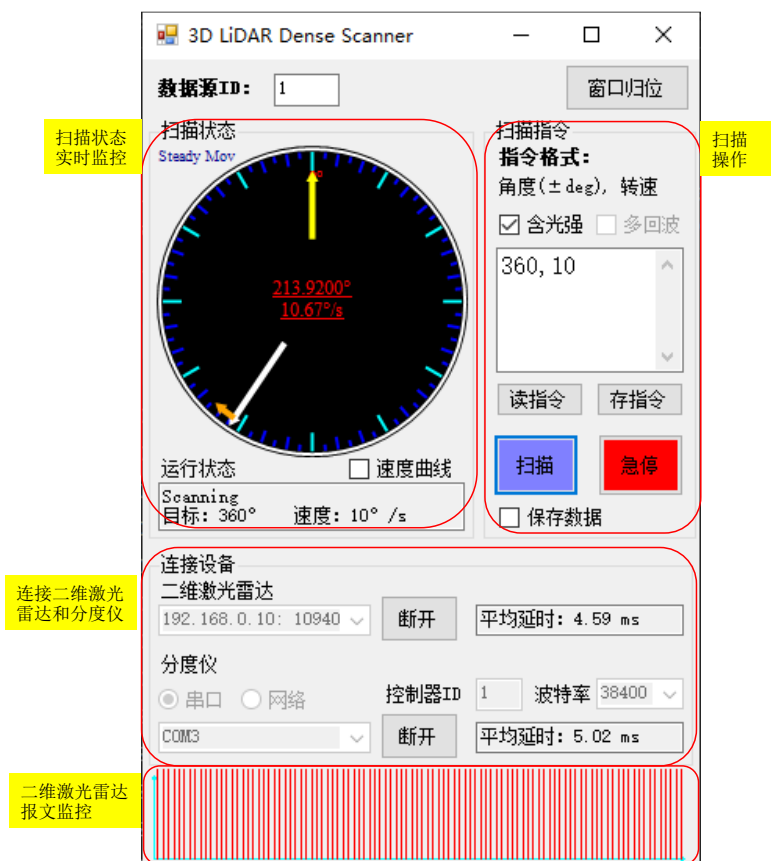 3D LiDAR Dense Scanner
数据源ID： 1
窗口归位
扫描状态
实时监控
扫描状态
Steady Mov
0°
213.9200°
10.67°/s
运行状态
速度曲线
Scanning
目标：360° 速度：10° /s
扫描指令
指令格式：
角度(±deg)，转速
含光强 多回波
360,10
读指令 存指令
扫描 急停
保存数据
扫描
操作
连接二维激光
雷达和分度仪
连接设备
二维激光雷达
192.168.0.10: 10940 断开 平均延时：4.59 ms
分度仪
串口 网络 控制器ID 1 波特率 38400
COM3 断开 平均延时：5.02 ms
二维激光雷达
报文监控